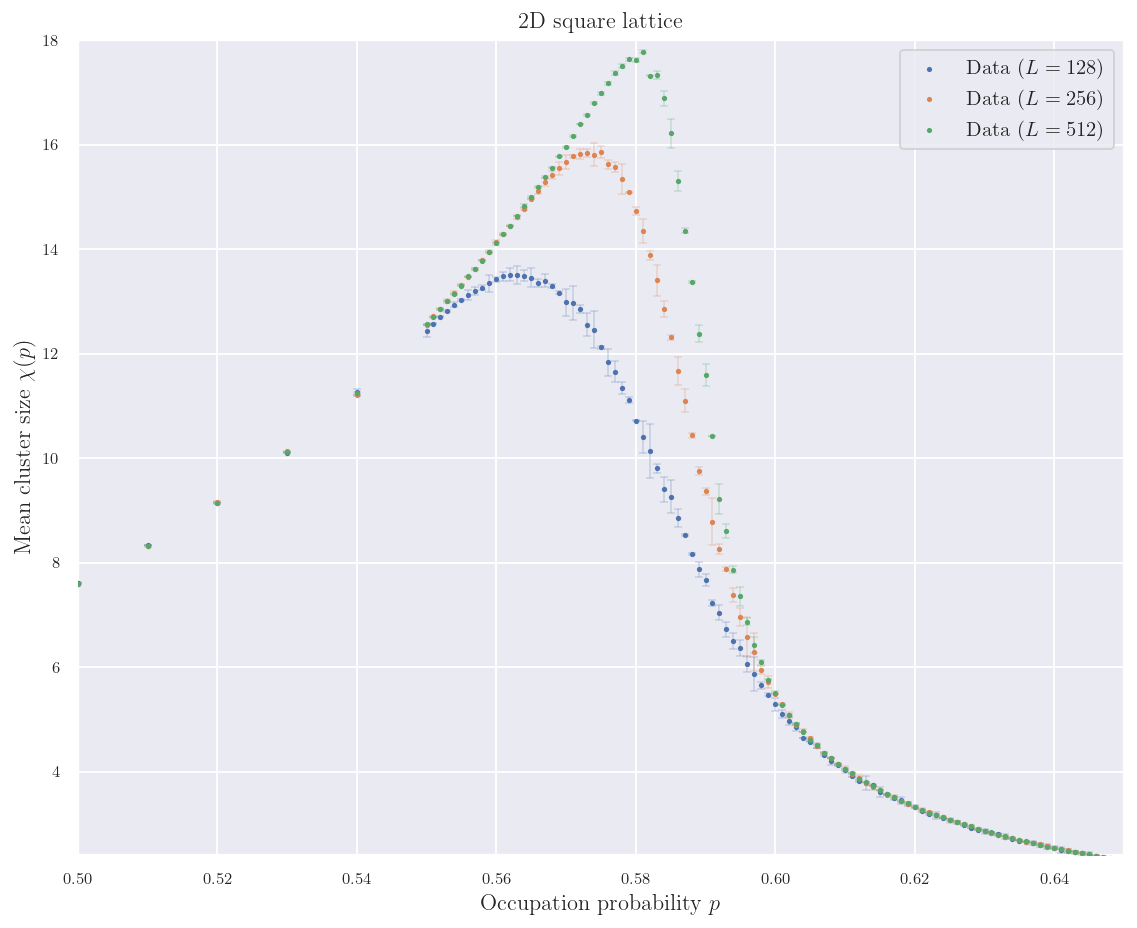 2D square lattice
18
16
14
12
10
8
6
4
Mean cluster size χ(p)
Data (L = 128)
Data (L = 256)
Data (L = 512)
0.50 0.52 0.54 0.56 0.58 0.60 0.62 0.64
Occupation probability p